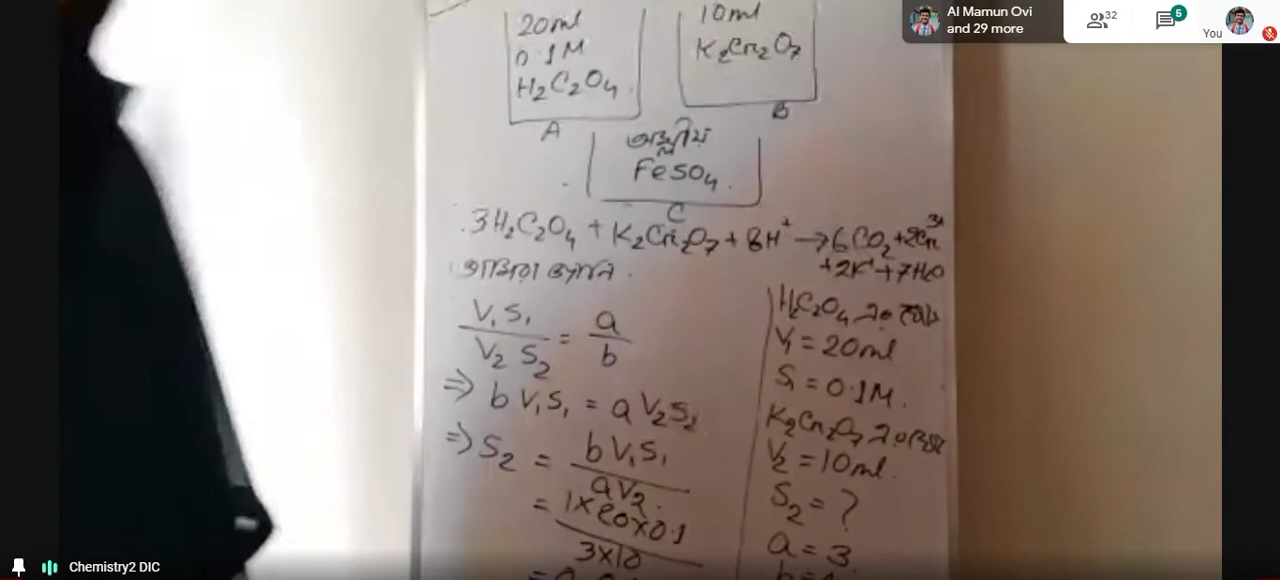 Al Mamun Ovi
and 29 more
32
5
You
20ml
0.1M
H₂C₂O₄
A
10ml
K₂Cr₂O₇
B
অম্লীয়
FeSO₄
C
3H₂C₂O₄ + K₂Cr₂O₇ + 8H⁺ → 6CO₂ + 2Cr³⁺
+ 2K⁺ + 7H₂O
আমরা জানি
V₁S₁ / V₂S₂ = a / b
⇒ bV₁S₁ = aV₂S₂
⇒ S₂ = bV₁S₁ / aV₂
= 1×20×0.1 / 3×10
H₂C₂O₄
V₁ = 20ml
S₁ = 0.1M.
K₂Cr₂O₇
V₂ = 10ml.
S₂ = ?
a = 3
Chemistry2 DIC